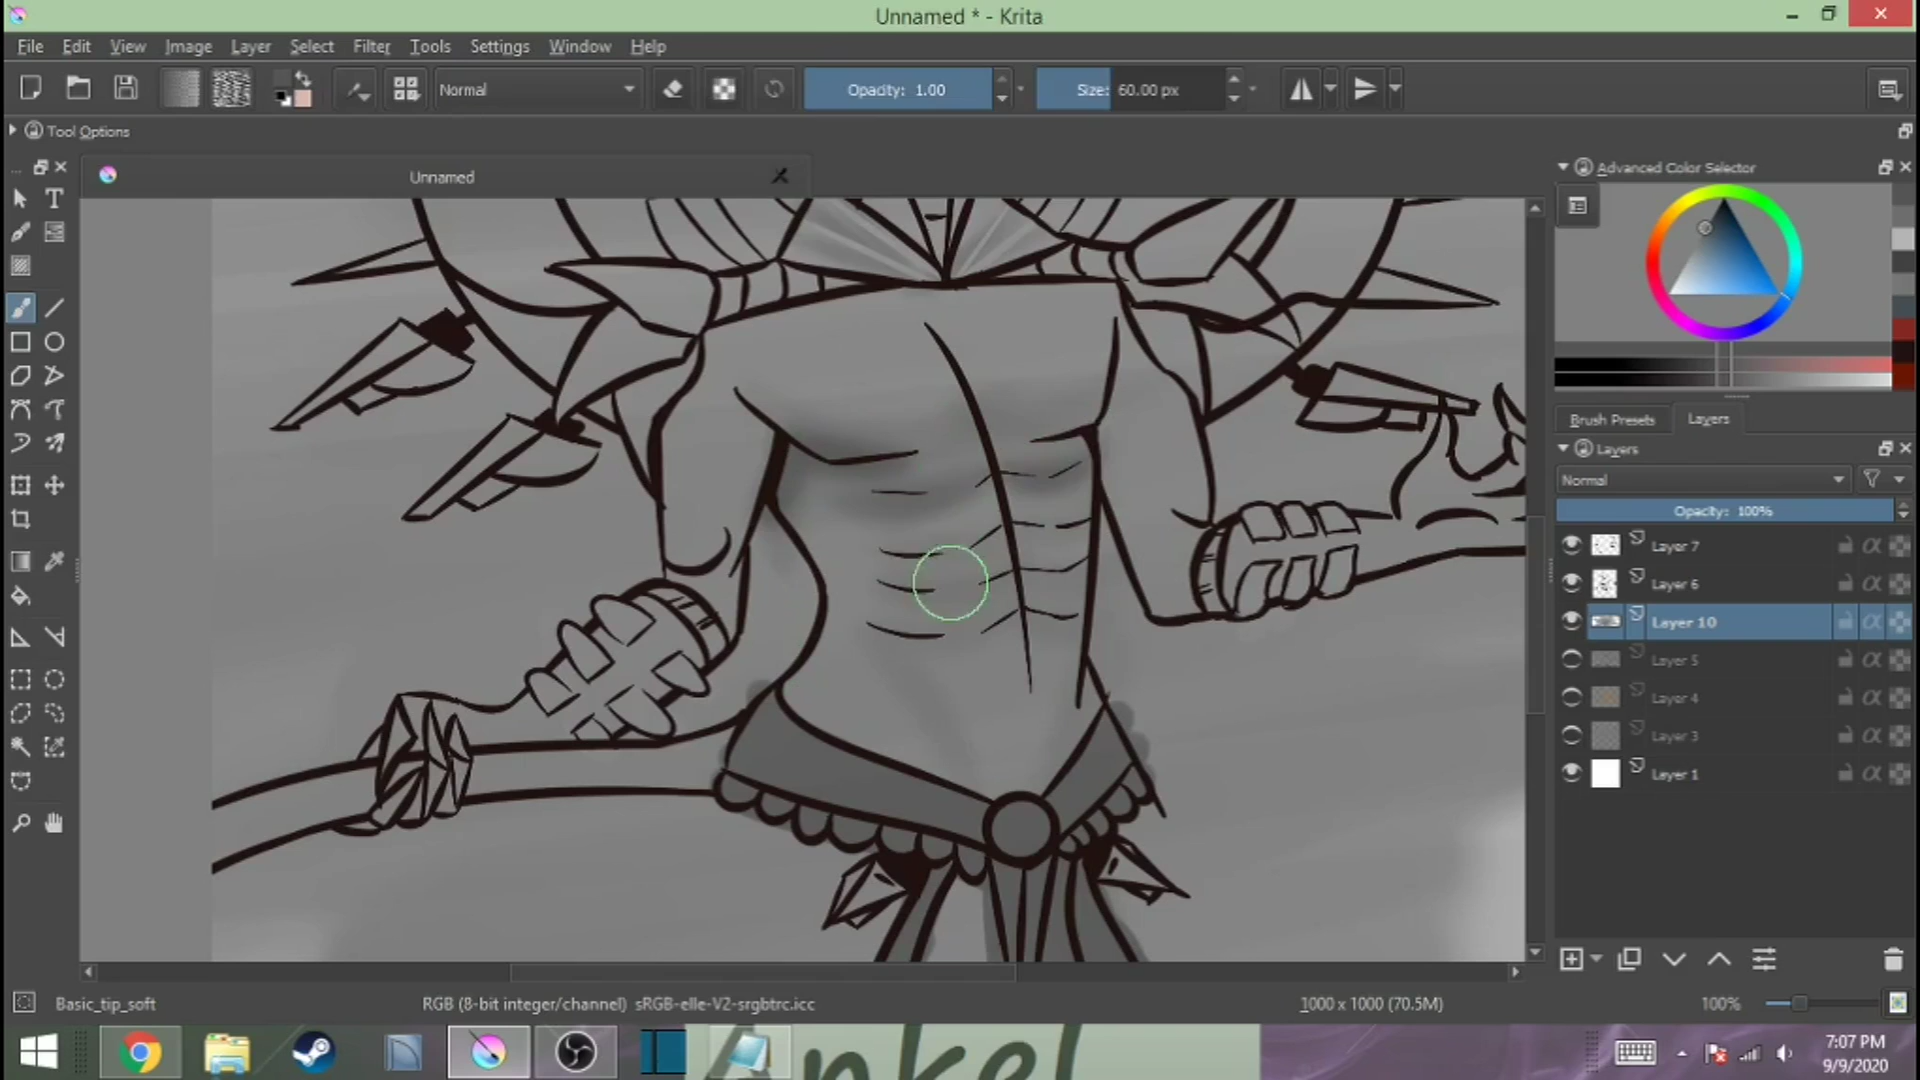 Unnamed * - Krita
File Edit View Image Layer Select Filter Tools Settings Window Help
Normal Opacity: 1.00 Size: 60.00 px
Tool Options
Unnamed
Advanced Color Selector
Brush Presets Layers
Layers
Normal
Opacity: 100%
Layer 7
Layer 6
Layer 10
Layer 5
Layer 4
Layer 3
Layer 1
Basic_tip_soft RGB (8-bit integer/channel) sRGB-elle-V2-srgbtrc.icc 1000 x 1000 (70.5M) 100%
7:07 PM
9/9/2020